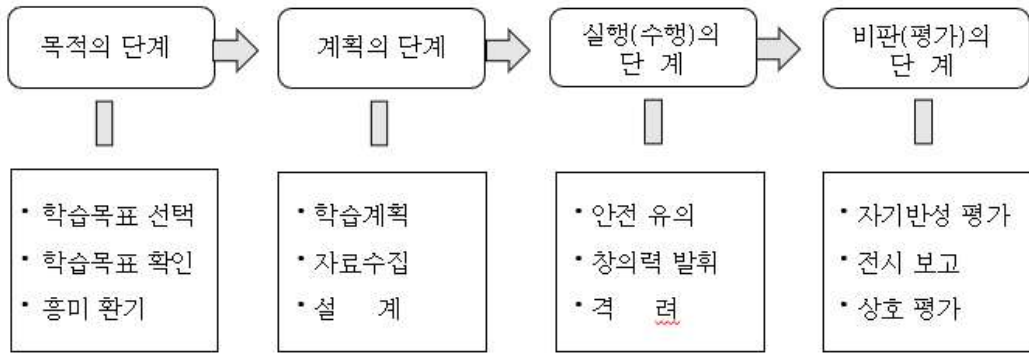 목적의 단계
계획의 단계
실행(수행)의
단 계
비판(평가)의
단 계
• 학습목표 선택
• 학습목표 확인
• 흥미 환기
• 학습계획
• 자료수집
• 설 계
• 안전 유의
• 창의력 발휘
• 격 려
• 자기반성 평가
• 전시 보고
• 상호 평가